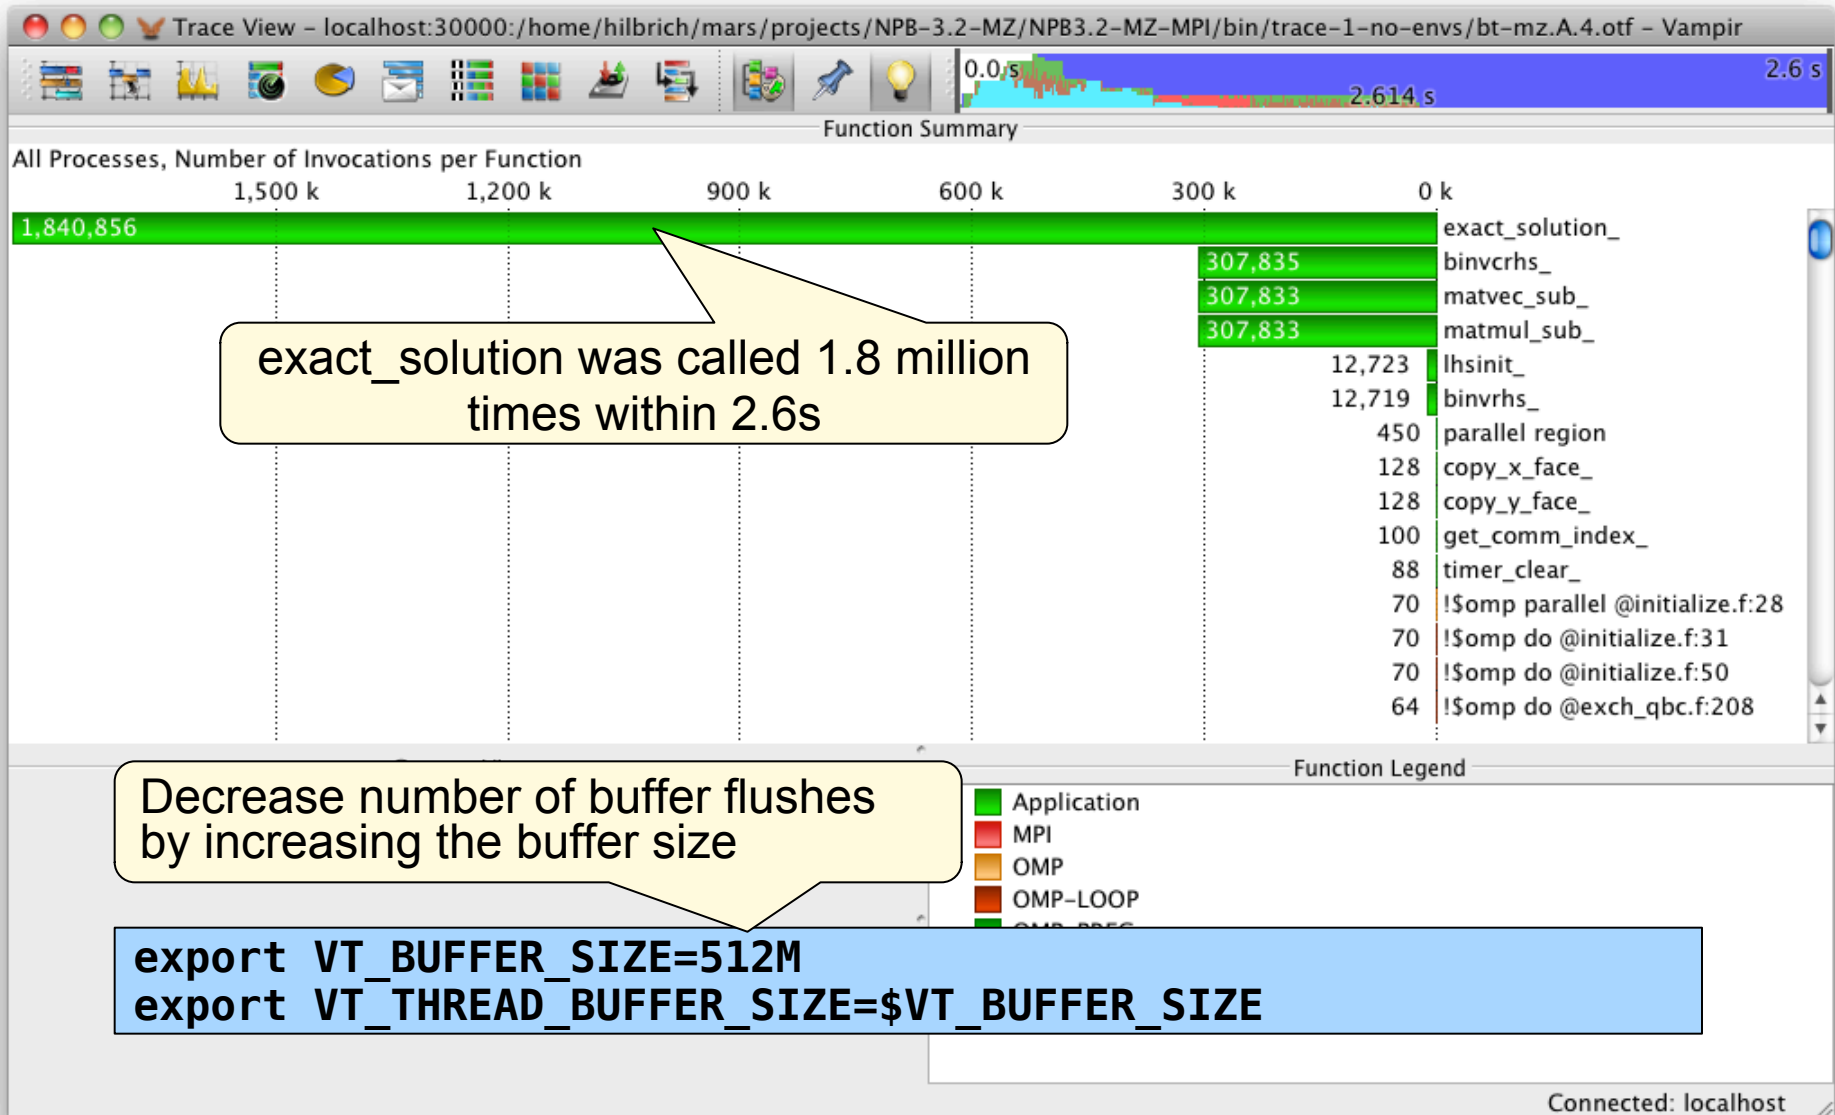 Trace View – localhost:30000:/home/hilbrich/mars/projects/NPB-3.2-MZ/NPB3.2-MZ-MPI/bin/trace-1-no-envs/bt-mz.A.4.otf – Vampir
0.0 s
2.6 s
2.614 s
Function Summary
All Processes, Number of Invocations per Function
1,500 k 1,200 k 900 k 600 k 300 k 0 k
1,840,856 exact_solution_
307,835 binvcrhs_
307,833 matvec_sub_
307,833 matmul_sub_
12,723 lhsinit_
12,719 binvrhs_
450 parallel region
128 copy_x_face_
128 copy_y_face_
100 get_comm_index_
88 timer_clear_
70 !$omp parallel @initialize.f:28
70 !$omp do @initialize.f:31
70 !$omp do @initialize.f:50
64 !$omp do @exch_qbc.f:208
exact_solution was called 1.8 million
times within 2.6s
Function Legend
Application
MPI
OMP
OMP-LOOP
Decrease number of buffer flushes
by increasing the buffer size
export VT_BUFFER_SIZE=512M
export VT_THREAD_BUFFER_SIZE=$VT_BUFFER_SIZE
Connected: localhost